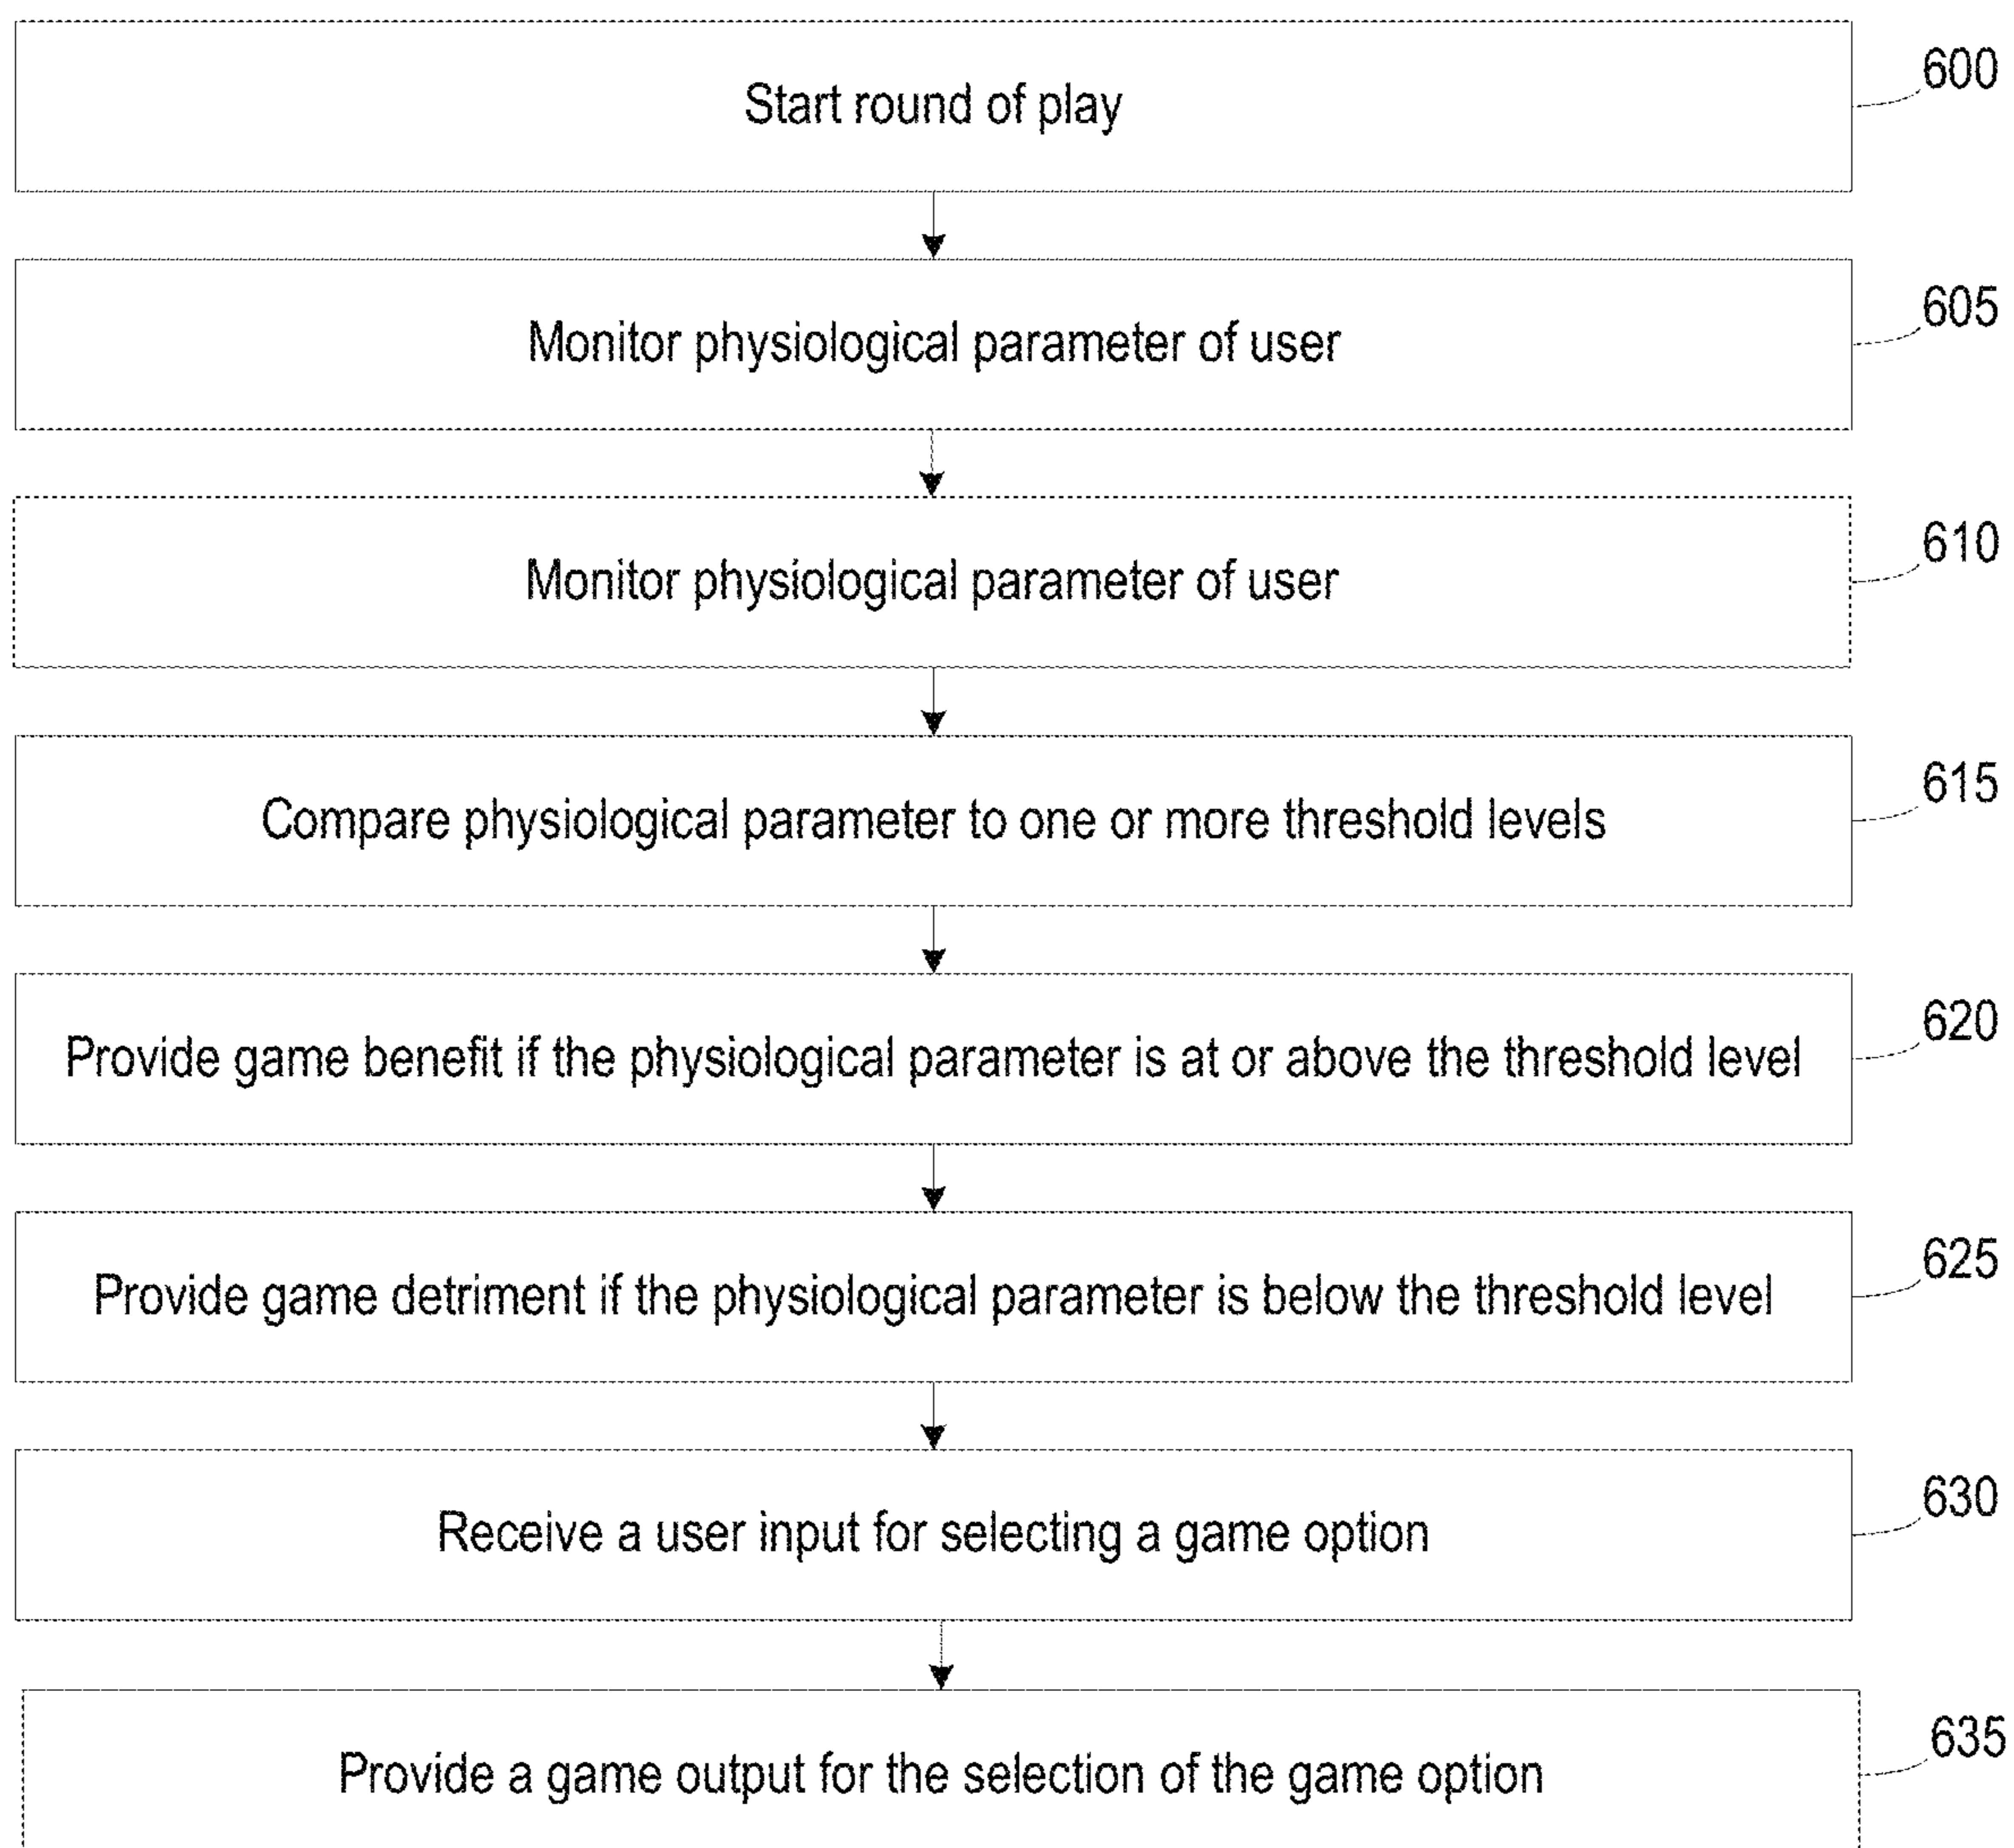 Start round of play
600
Monitor physiological parameter of user
605
Monitor physiological parameter of user
610
Compare physiological parameter to one or more threshold levels
615
Provide game benefit if the physiological parameter is at or above the threshold level
620
Provide game detriment if the physiological parameter is below the threshold level
625
Receive a user input for selecting a game option
630
Provide a game output for the selection of the game option
635